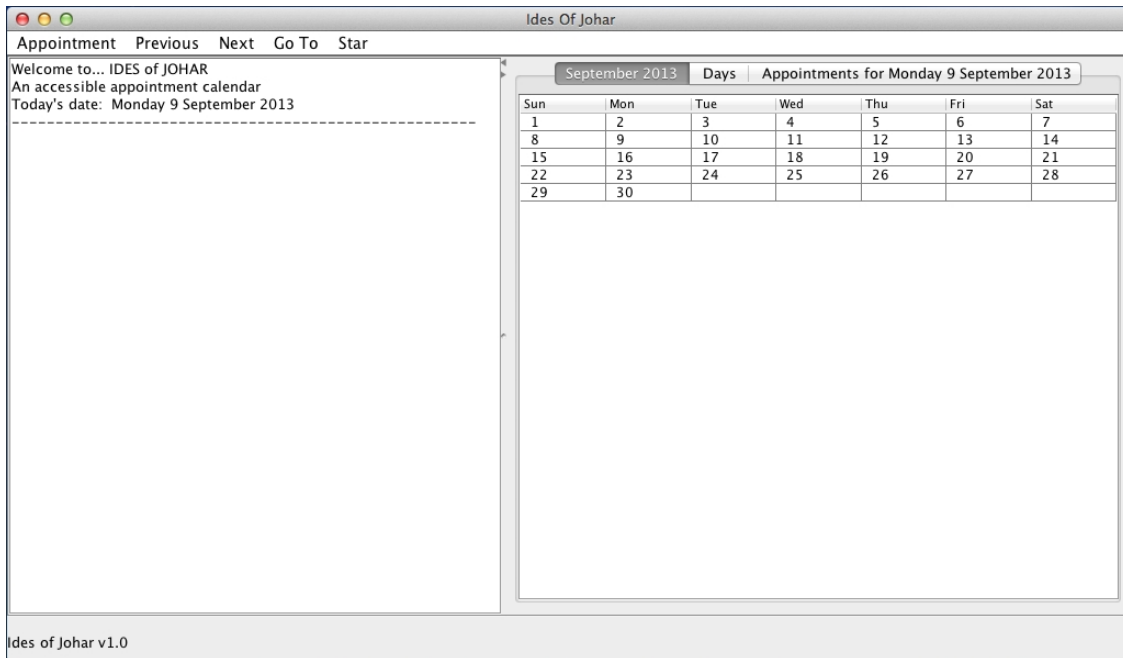 Ides Of Johar
Appointment Previous Next Go To Star
Welcome to... IDES of JOHAR
An accessible appointment calendar
Today's date: Monday 9 September 2013
------------------------------------------------------
September 2013 Days Appointments for Monday 9 September 2013
Sun Mon Tue Wed Thu Fri Sat
1 2 3 4 5 6 7
8 9 10 11 12 13 14
15 16 17 18 19 20 21
22 23 24 25 26 27 28
29 30
Ides of Johar v1.0